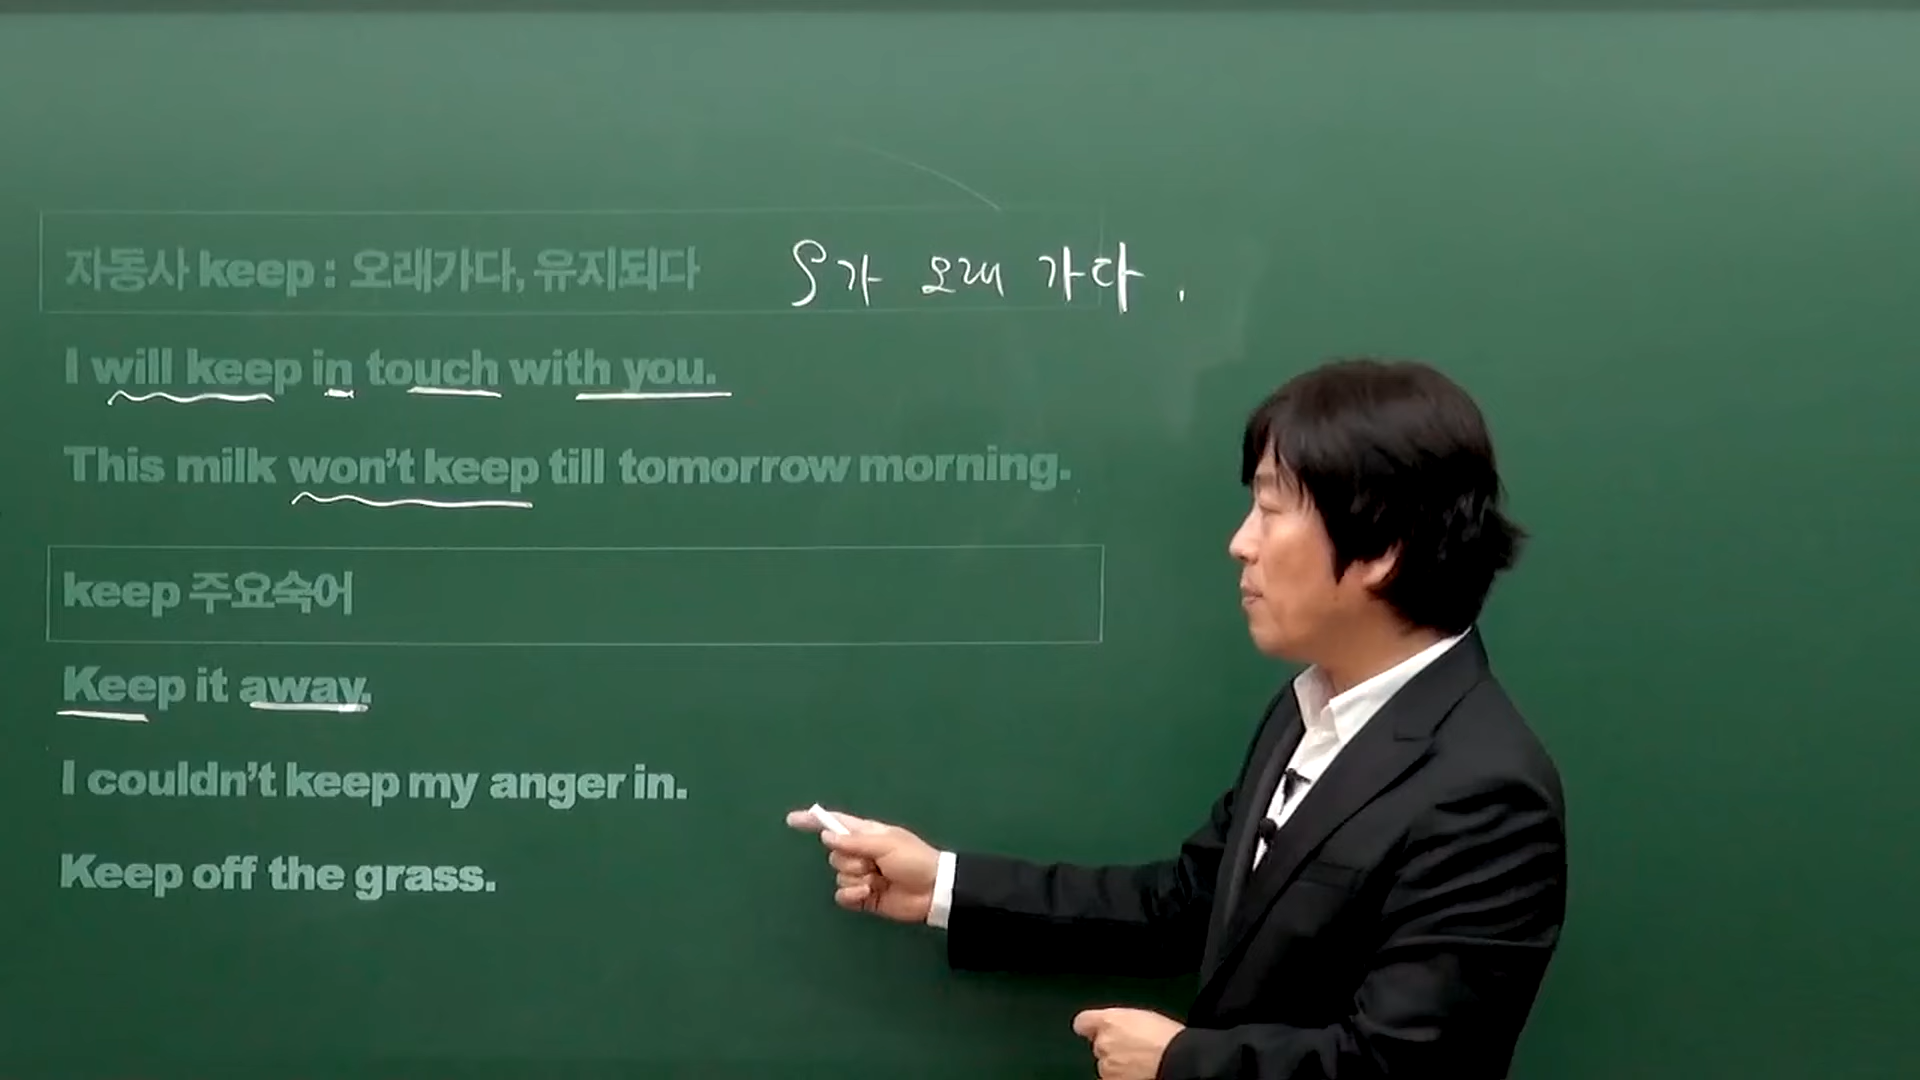 자동사 keep : 오래가다, 유지되다 S가 오래 가다.
I will keep in touch with you.
This milk won't keep till tomorrow morning.
keep 주요숙어
Keep it away.
I couldn't keep my anger in.
Keep off the grass.